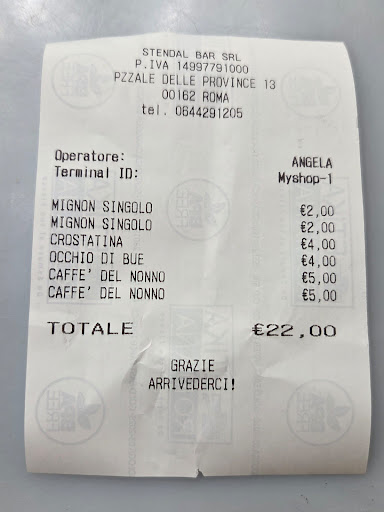 STENDAL BAR SRL
P.IVA 14997791000
PZZALE DELLE PROVINCE 13
00162 ROMA
tel. 0644291205
Operatore: ANGELA
Terminal ID: Myshop-1
MIGNON SINGOLO €2,00
MIGNON SINGOLO €2,00
CROSTATINA €4,00
OCCHIO DI BUE €4,00
CAFFE' DEL NONNO €5,00
CAFFE' DEL NONNO €5,00
TOTALE €22,00
GRAZIE
ARRIVEDERCI!